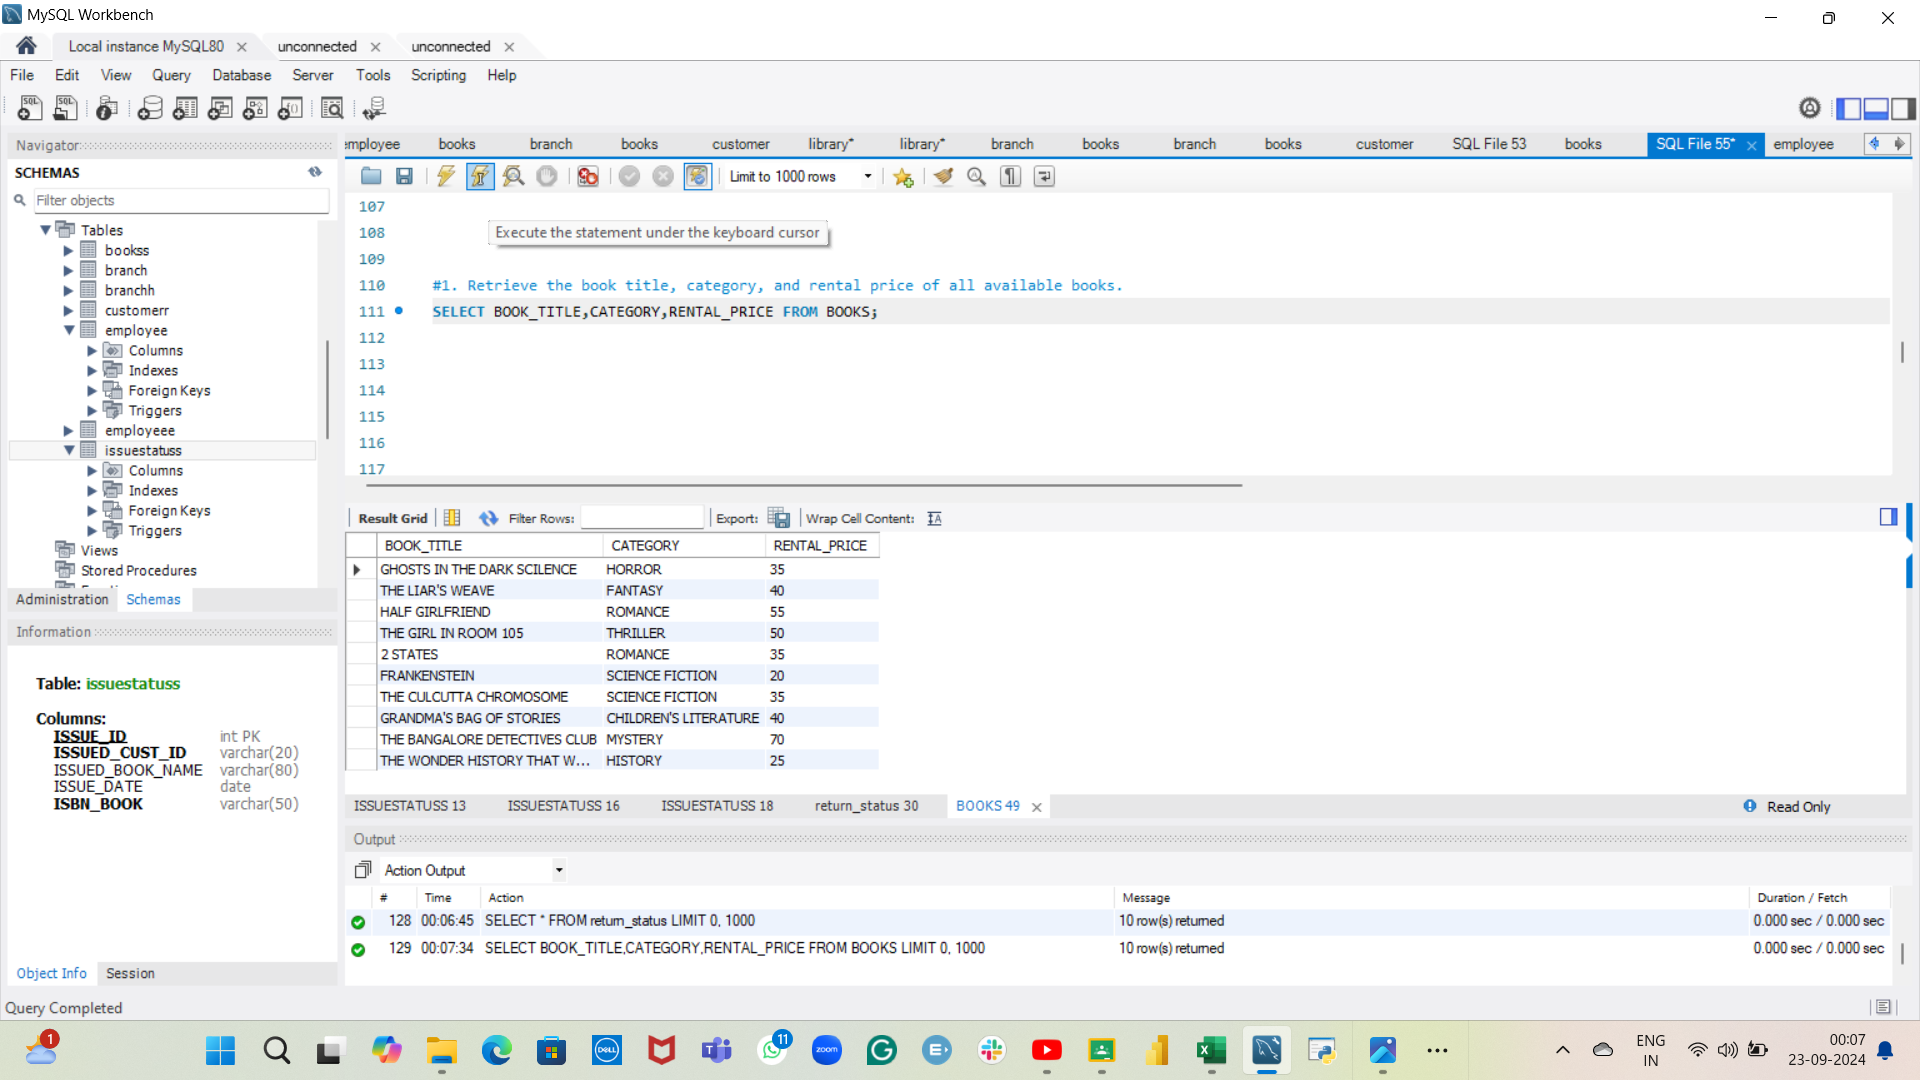 MySQL Workbench
Local instance MySQL80 unconnected unconnected
File Edit View Query Database Server Tools Scripting Help
Navigator
mployee books branch books customer library* library* branch books branch books customer SQL File 53 books SQL File 55* employee
SCHEMAS
Limit to 1000 rows
Filter objects
Tables
bookss
branch
branchh
customerr
employee
Columns
Indexes
Foreign Keys
Triggers
employeee
issuestatuss
Columns
Indexes
Foreign Keys
Triggers
Views
Stored Procedures
Administration Schemas
Information
Table: issuestatuss
Columns:
ISSUE_ID int PK
ISSUED_CUST_ID varchar(20)
ISSUED_BOOK_NAME varchar(80)
ISSUE_DATE date
ISBN_BOOK varchar(50)
Object Info Session
Query Completed
107
108
Execute the statement under the keyboard cursor
109
110 #1. Retrieve the book title, category, and rental price of all available books.
111 SELECT BOOK_TITLE,CATEGORY,RENTAL_PRICE FROM BOOKS;
112
113
114
115
116
117
Result Grid Filter Rows: Export: Wrap Cell Content:
BOOK_TITLE CATEGORY RENTAL_PRICE
GHOSTS IN THE DARK SCILENCE HORROR 35
THE LIAR'S WEAVE FANTASY 40
HALF GIRLFRIEND ROMANCE 55
THE GIRL IN ROOM 105 THRILLER 50
2 STATES ROMANCE 35
FRANKENSTEIN SCIENCE FICTION 20
THE CULCUTTA CHROMOSOME SCIENCE FICTION 35
GRANDMA'S BAG OF STORIES CHILDREN'S LITERATURE 40
THE BANGALORE DETECTIVES CLUB MYSTERY 70
THE WONDER HISTORY THAT W... HISTORY 25
ISSUESTATUSS 13 ISSUESTATUSS 16 ISSUESTATUSS 18 return_status 30 BOOKS 49 Read Only
Output
Action Output
# Time Action Message Duration / Fetch
128 00:06:45 SELECT * FROM return_status LIMIT 0, 1000 10 row(s) returned 0.000 sec / 0.000 sec
129 00:07:34 SELECT BOOK_TITLE,CATEGORY,RENTAL_PRICE FROM BOOKS LIMIT 0, 1000 10 row(s) returned 0.000 sec / 0.000 sec
1 DELL 11 zoom ENG 00:07
IN 23-09-2024